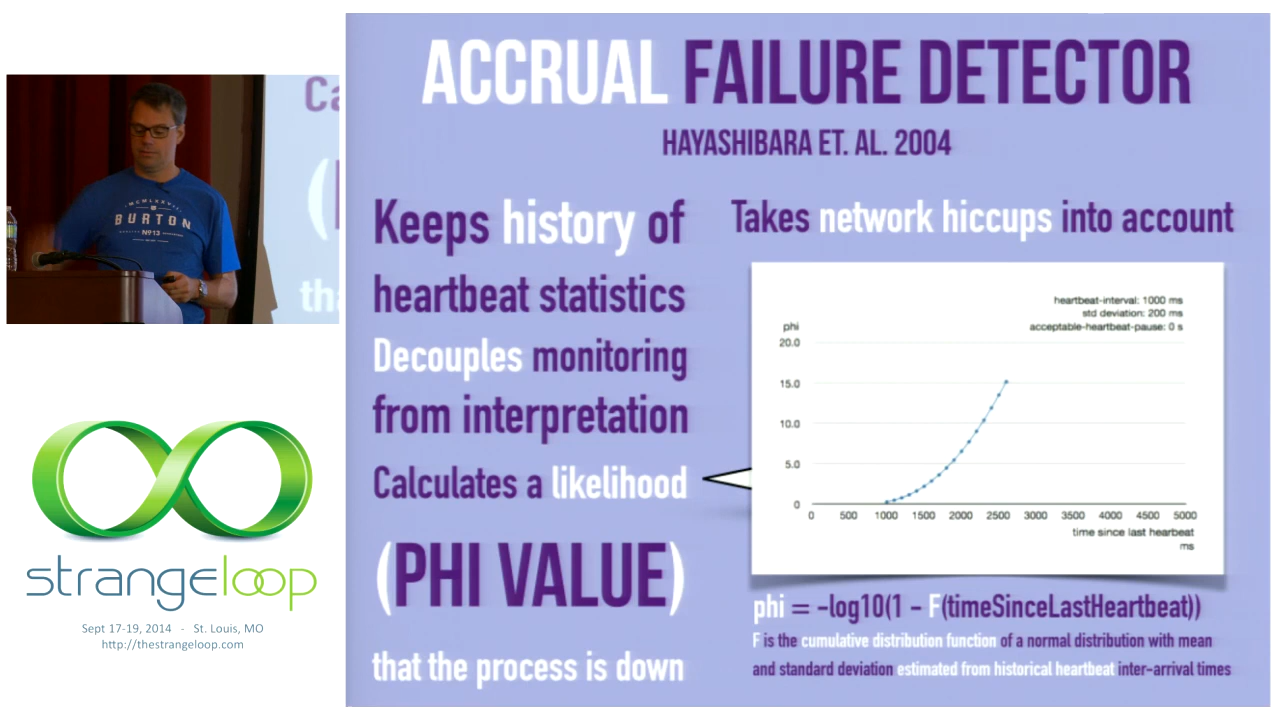 ACCRUAL FAILURE DETECTOR
HAYASHIBARA ET. AL. 2004
Keeps history of
heartbeat statistics
Decouples monitoring
from interpretation
Calculates a likelihood
(PHI VALUE)
that the process is down
Takes network hiccups into account
heartbeat-interval: 1000 ms
std deviation: 200 ms
acceptable-heartbeat-pause: 0 s
phi
20.0
15.0
10.0
5.0
0
0 500 1000 1500 2000 2500 3000 3500 4000 4500 5000
time since last hearbeat
ms
phi = -log10(1 - F(timeSinceLastHeartbeat))
F is the cumulative distribution function of a normal distribution with mean
and standard deviation estimated from historical heartbeat inter-arrival times
Ca
(
tha
BURTON
Nº13
strangeloop
Sept 17-19, 2014 - St. Louis, MO
http://thestrangeloop.com